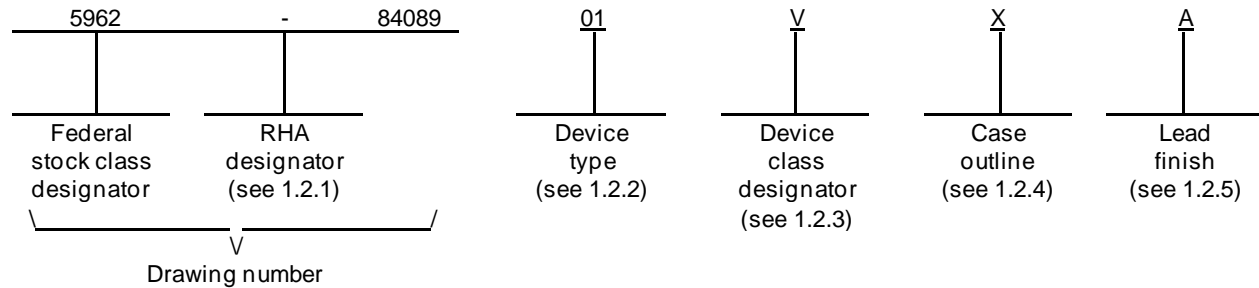 5962 - 84089 01 V X A
Federal stock class designator
RHA designator (see 1.2.1)
Device type (see 1.2.2)
Device class designator (see 1.2.3)
Case outline (see 1.2.4)
Lead finish (see 1.2.5)
\ /
\/
Drawing number